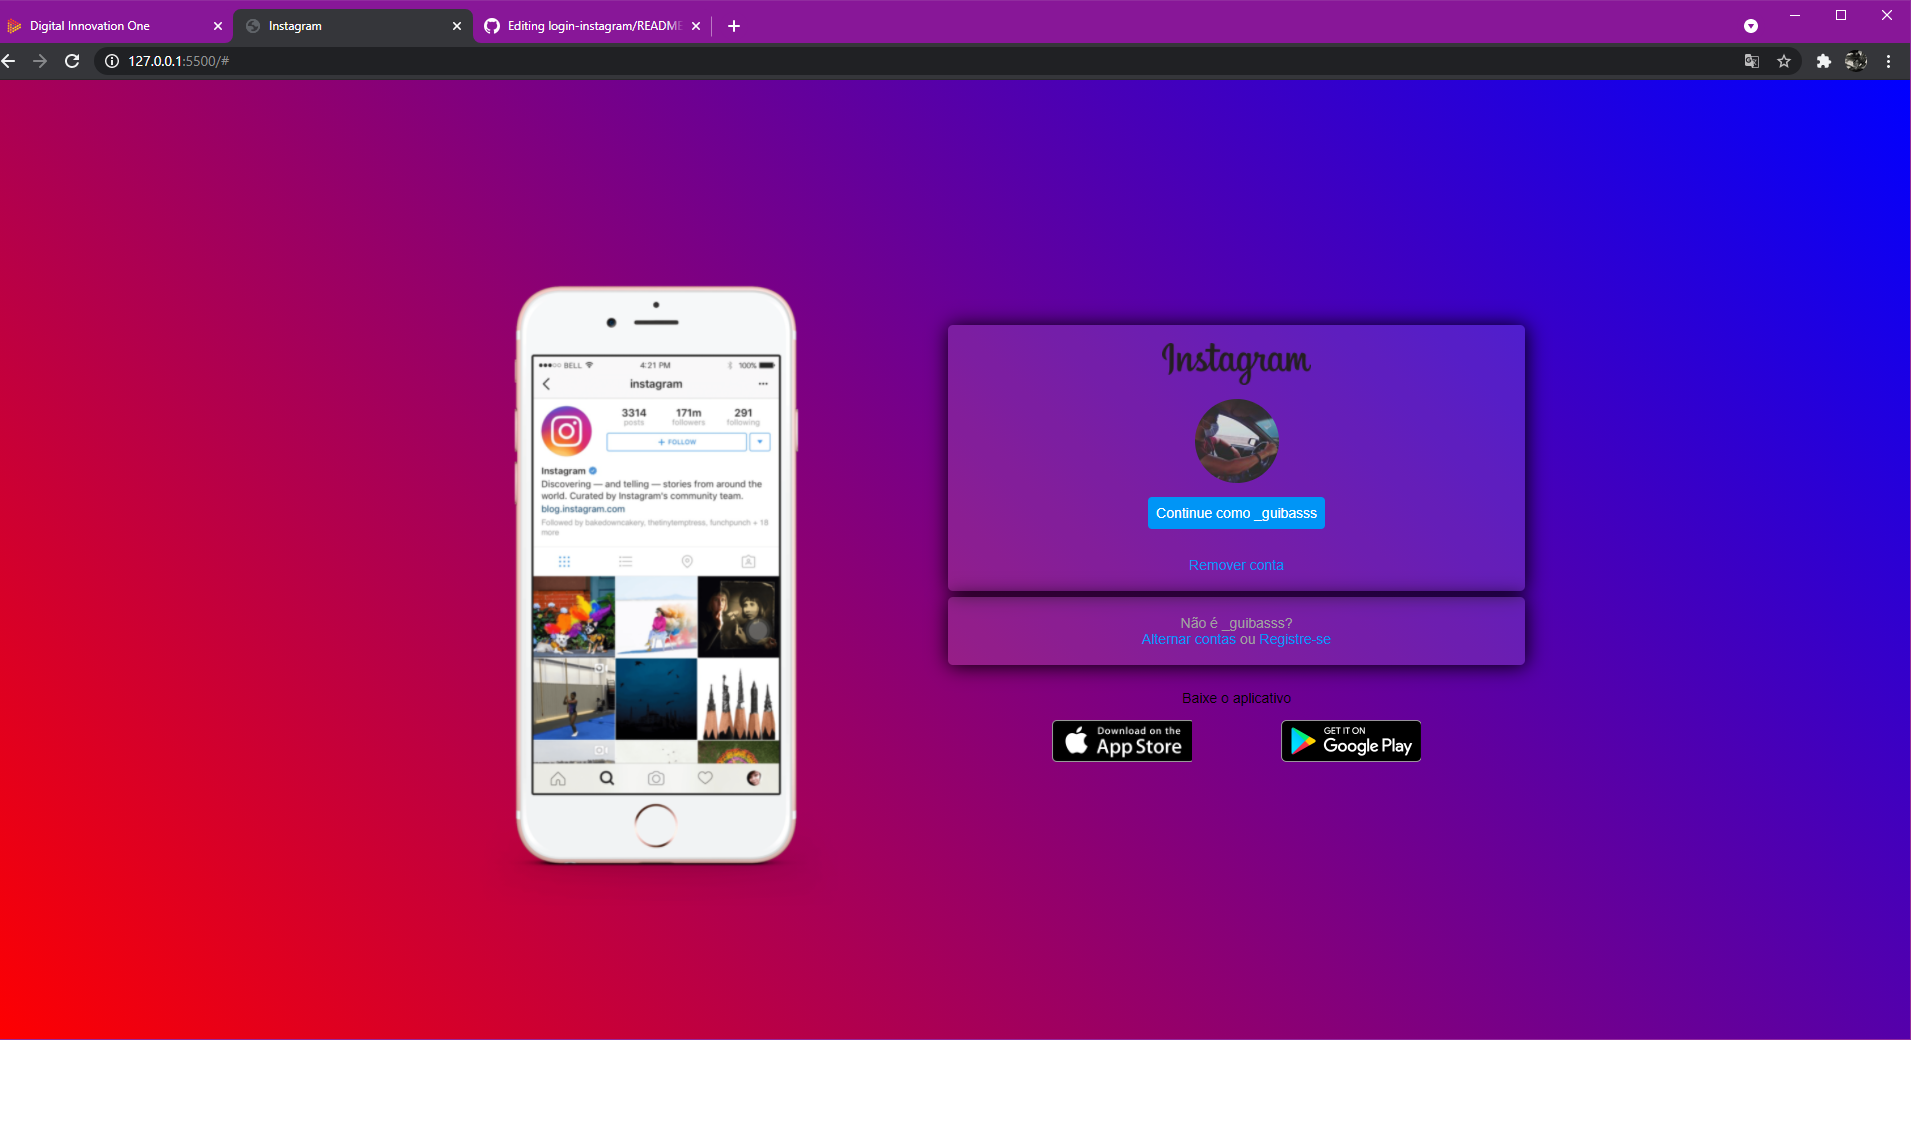 Digital Innovation One
Instagram
Editing login-instagram/README
127.0.0.1:5500/#
BELL 4:21 PM 100%
instagram
3314 171m 291
posts followers following
+ FOLLOW
Instagram
Discovering — and telling — stories from around the
world. Curated by Instagram's community team.
blog.instagram.com
Followed by bakedowncakery, thetinytemptress, funchpunch + 18
more
Instagram
Continue como _guibasss
Remover conta
Não é _guibasss?
Alternar contas ou Registre-se
Baixe o aplicativo
Download on the
App Store
GET IT ON
Google Play